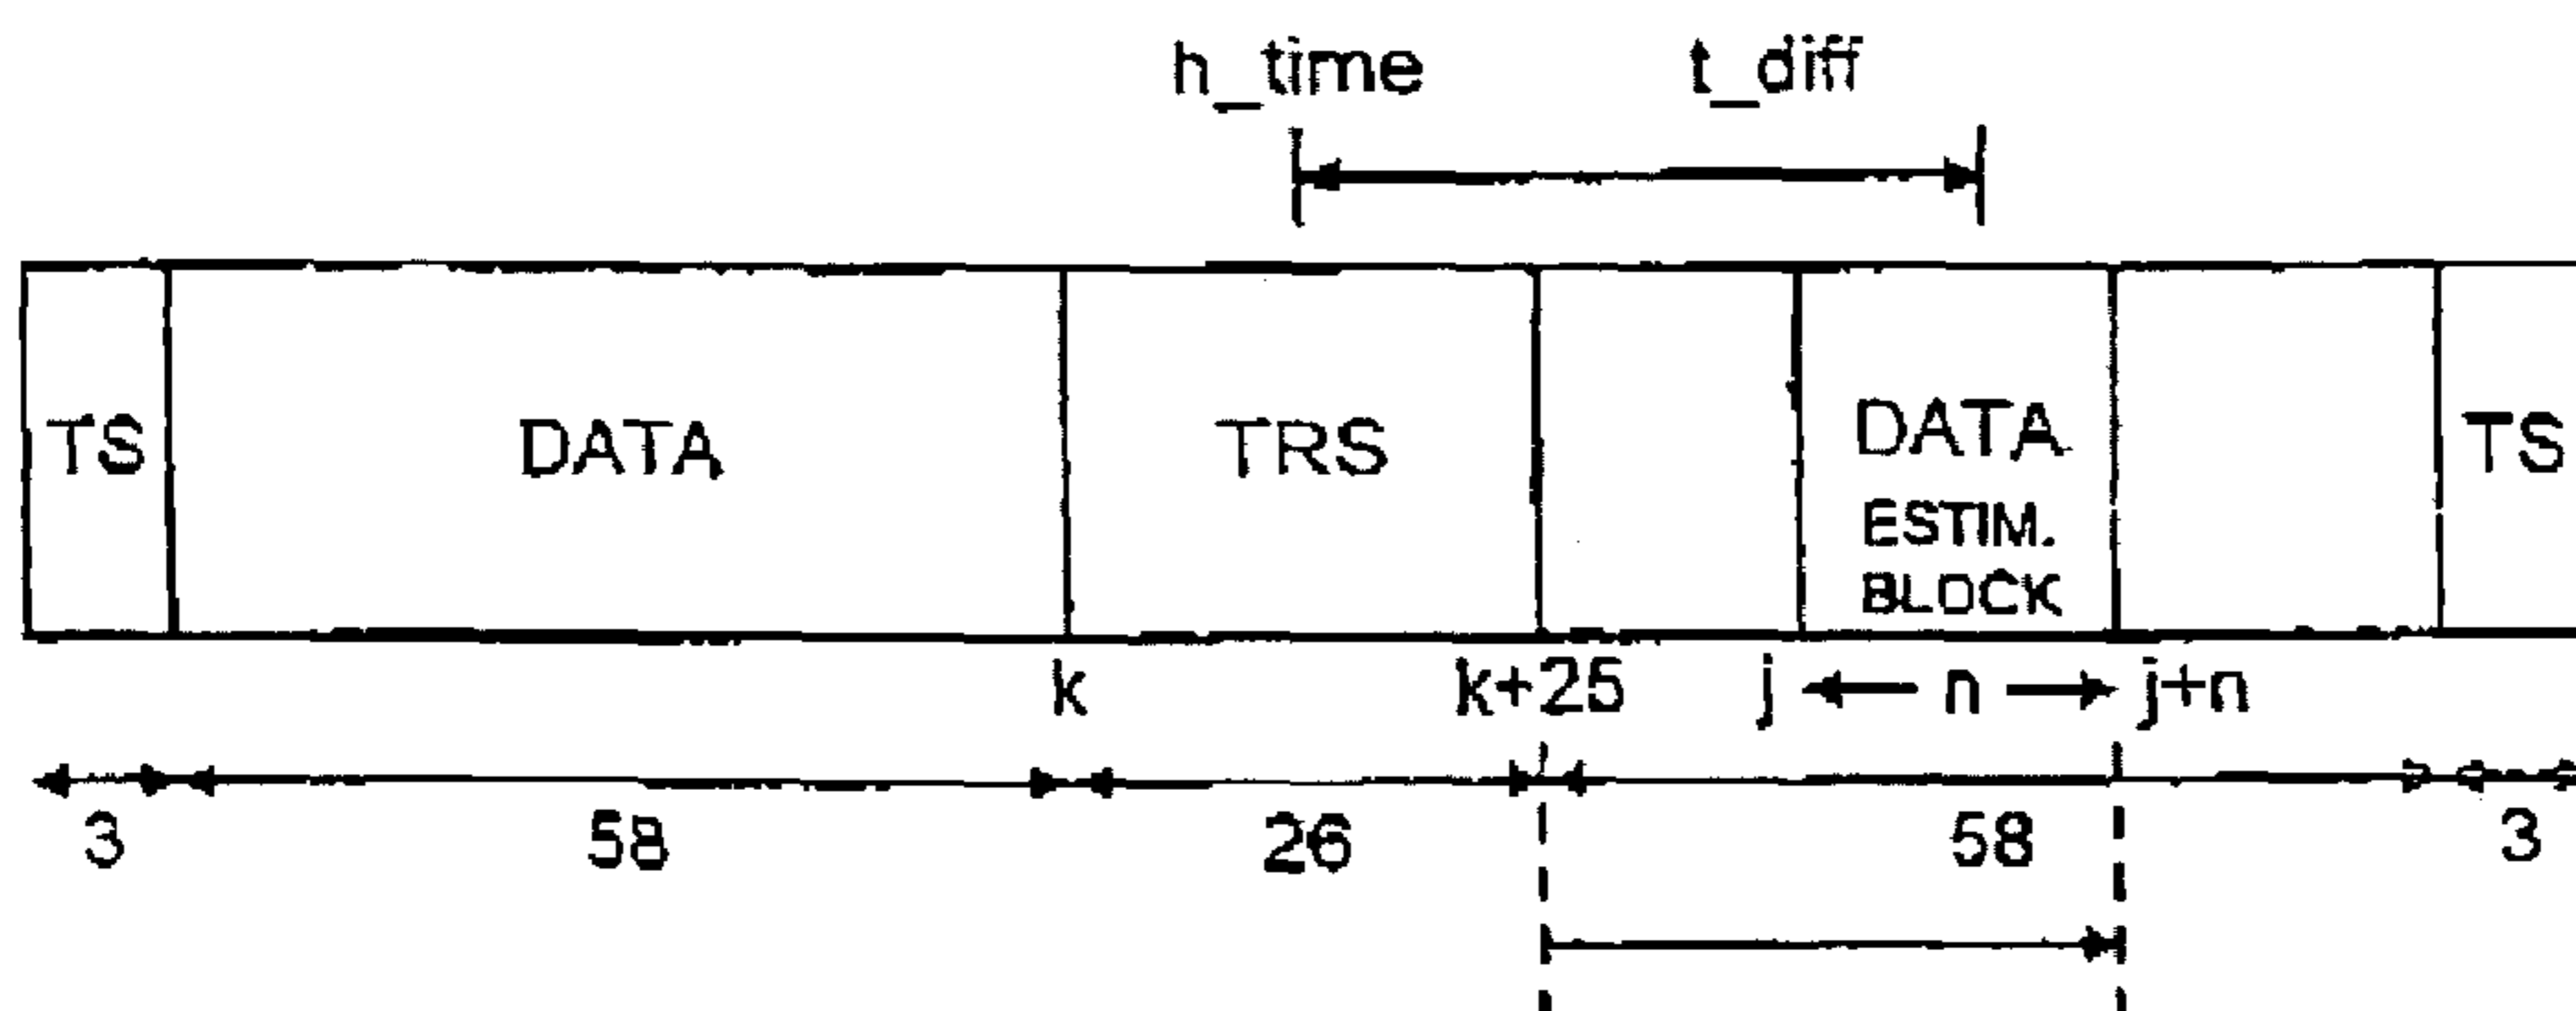 h_time t_diff
TS DATA TRS DATA TS
ESTIM.
BLOCK
k k+25 j n j+n
3 58 26 58 3